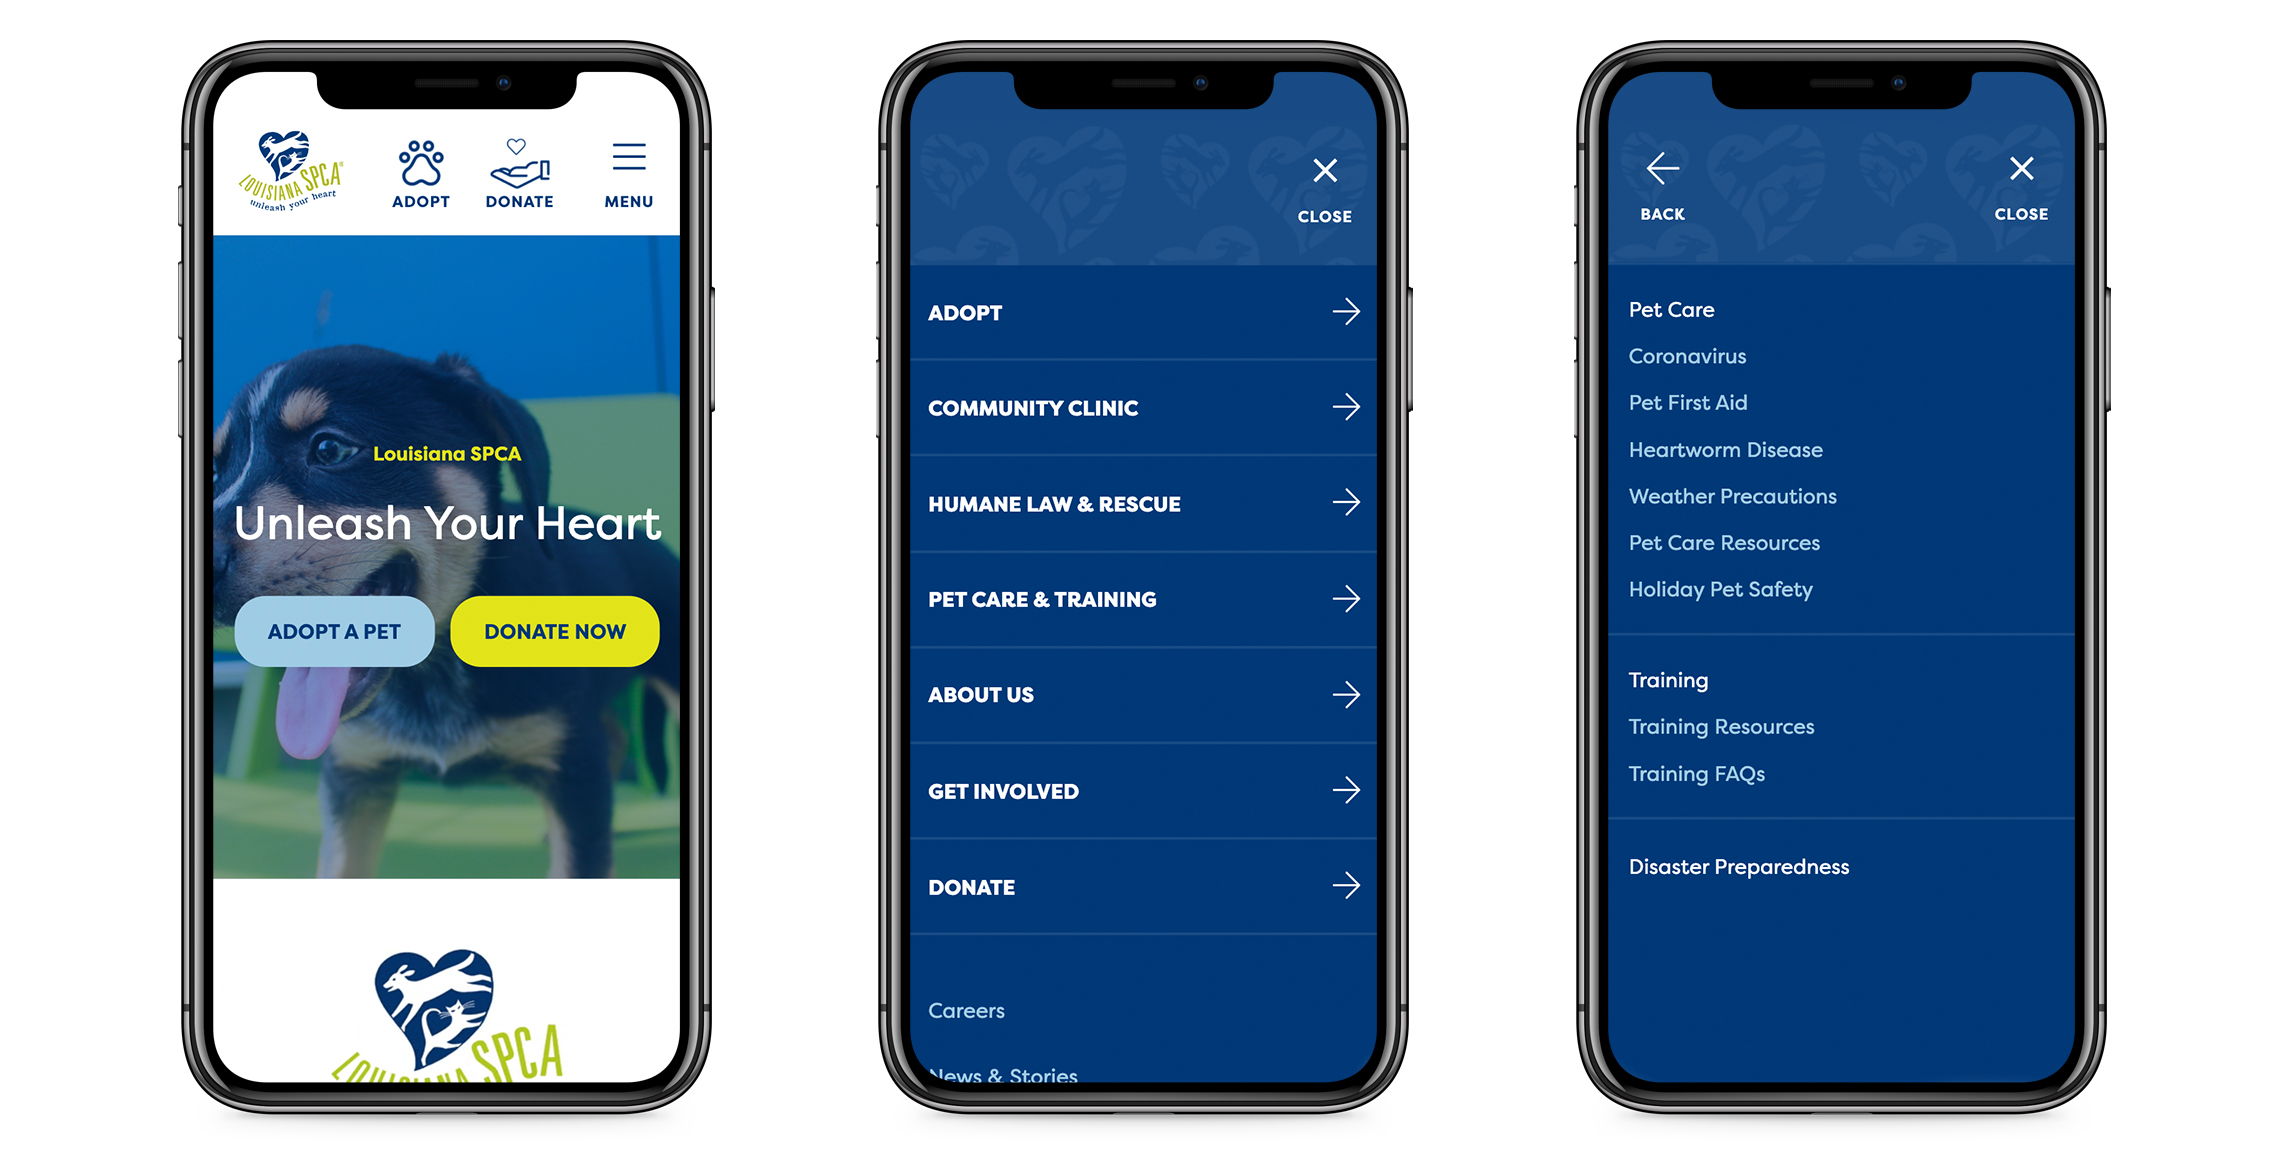 LOUISIANA SPCA®
unleash your heart
ADOPT
DONATE
MENU
Louisiana SPCA
Unleash Your Heart
ADOPT A PET
DONATE NOW
LOUISIANA SPCA
CLOSE
ADOPT
COMMUNITY CLINIC
HUMANE LAW & RESCUE
PET CARE & TRAINING
ABOUT US
GET INVOLVED
DONATE
Careers
News & Stories
BACK
CLOSE
Pet Care
Coronavirus
Pet First Aid
Heartworm Disease
Weather Precautions
Pet Care Resources
Holiday Pet Safety
Training
Training Resources
Training FAQs
Disaster Preparedness